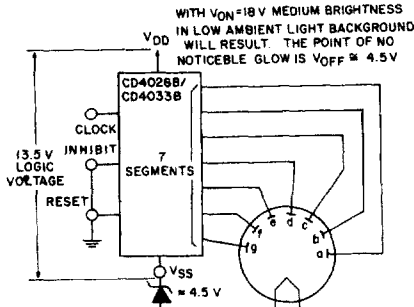 WITH VON=18 V MEDIUM BRIGHTNESS
IN LOW AMBIENT LIGHT BACKGROUND
WILL RESULT. THE POINT OF NO
NOTICEBLE GLOW IS VOFF ≅ 4.5V
VDD
CD4026B/
CD4033B
CLOCK
INHIBIT
RESET
7
SEGMENTS
13.5 V
LOGIC
VOLTAGE
a
b
c
d
e
f
g
VSS
≈ 4.5 V